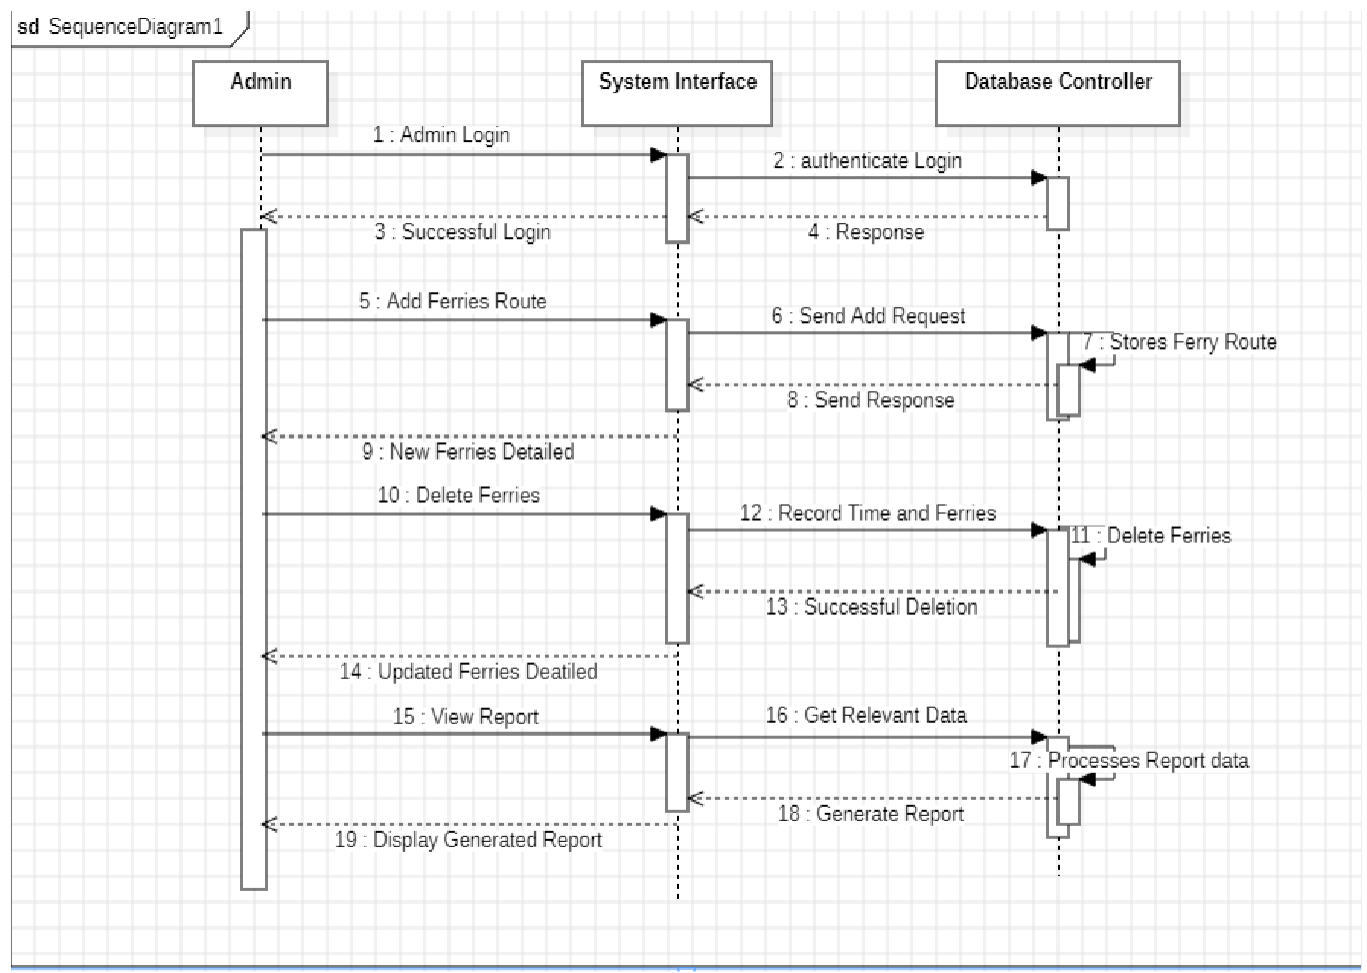 sd SequenceDiagram1
Admin
System Interface
Database Controller
1 : Admin Login
2 : authenticate Login
3 : Successful Login
4 : Response
5 : Add Ferries Route
6 : Send Add Request
7 : Stores Ferry Route
8 : Send Response
9 : New Ferries Detailed
10 : Delete Ferries
12 : Record Time and Ferries
11 : Delete Ferries
13 : Successful Deletion
14 : Updated Ferries Deatiled
15 : View Report
16 : Get Relevant Data
17 : Processes Report data
18 : Generate Report
19 : Display Generated Report